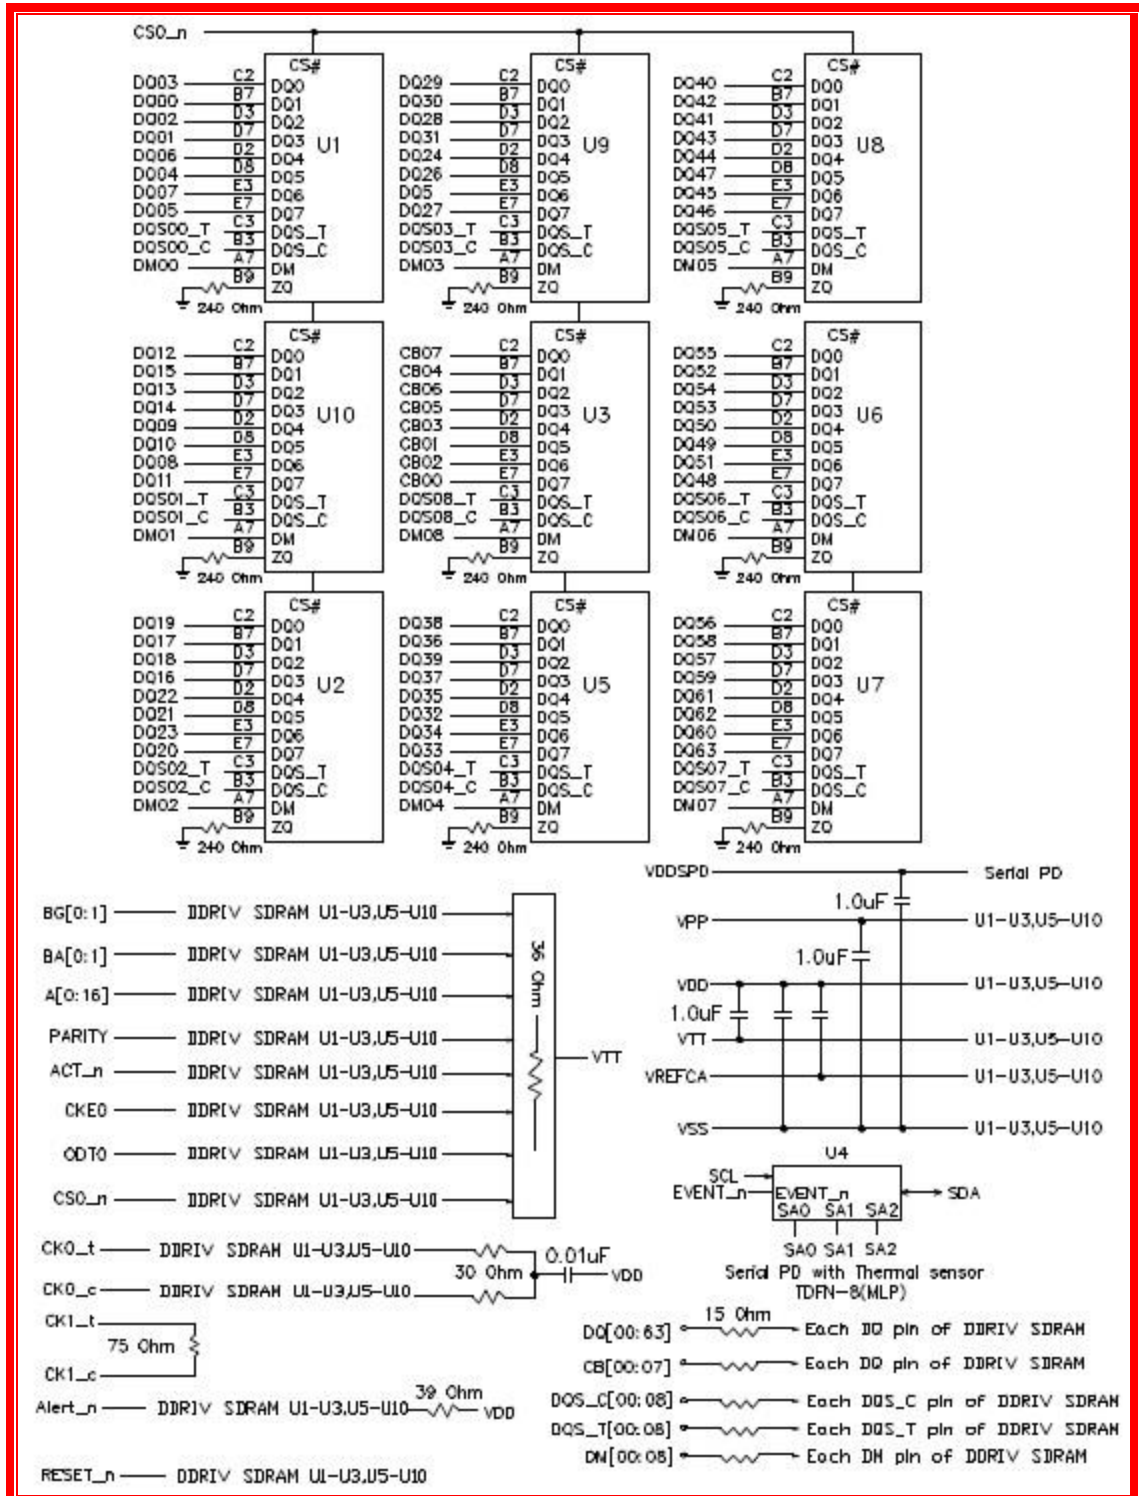 CS0_n
CS# CS# CS#
DQ03 C2 DQ0 DQ29 C2 DQ0 DQ40 C2 DQ0
DQ00 B7 DQ1 DQ30 B7 DQ1 DQ42 B7 DQ1
DQ02 D3 DQ2 DQ28 D3 DQ2 DQ41 D3 DQ2
DQ01 D7 DQ3 U1 DQ31 D7 DQ3 U9 DQ43 D7 DQ3 U8
DQ06 D2 DQ4 DQ24 D2 DQ4 DQ44 D2 DQ4
DQ04 D8 DQ5 DQ26 D8 DQ5 DQ47 D8 DQ5
DQ07 E3 DQ6 DQ5 E3 DQ6 DQ45 E3 DQ6
DQ05 E7 DQ7 DQ27 E7 DQ7 DQ46 E7 DQ7
DQS00_T C3 DQS_T DQS03_T C3 DQS_T DQS05_T C3 DQS_T
DQS00_C B3 DQS_C DQS03_C B3 DQS_C DQS05_C B3 DQS_C
DM00 A7 DM DM03 A7 DM DM05 A7 DM
B9 ZQ B9 ZQ B9 ZQ
240 Ohm 240 Ohm 240 Ohm
CS# CS# CS#
DQ12 C2 DQ0 CB07 C2 DQ0 DQ55 C2 DQ0
DQ15 B7 DQ1 CB04 B7 DQ1 DQ52 B7 DQ1
DQ13 D3 DQ2 CB06 D3 DQ2 DQ54 D3 DQ2
DQ14 D7 DQ3 U10 CB05 D7 DQ3 U3 DQ53 D7 DQ3 U6
DQ09 D2 DQ4 CB03 D2 DQ4 DQ50 D2 DQ4
DQ10 D8 DQ5 CB01 D8 DQ5 DQ49 D8 DQ5
DQ08 E3 DQ6 CB02 E3 DQ6 DQ51 E3 DQ6
DQ11 E7 DQ7 CB00 E7 DQ7 DQ48 E7 DQ7
DQS01_T C3 DQS_T DQS08_T C3 DQS_T DQS06_T C3 DQS_T
DQS01_C B3 DQS_C DQS08_C B3 DQS_C DQS06_C B3 DQS_C
DM01 A7 DM DM08 A7 DM DM06 A7 DM
B9 ZQ B9 ZQ B9 ZQ
240 Ohm 240 Ohm 240 Ohm
CS# CS# CS#
DQ19 C2 DQ0 DQ38 C2 DQ0 DQ56 C2 DQ0
DQ17 B7 DQ1 DQ36 B7 DQ1 DQ58 B7 DQ1
DQ18 D3 DQ2 DQ39 D3 DQ2 DQ57 D3 DQ2
DQ16 D7 DQ3 U2 DQ37 D7 DQ3 U5 DQ59 D7 DQ3 U7
DQ22 D2 DQ4 DQ35 D2 DQ4 DQ61 D2 DQ4
DQ21 D8 DQ5 DQ32 D8 DQ5 DQ62 D8 DQ5
DQ23 E3 DQ6 DQ34 E3 DQ6 DQ60 E3 DQ6
DQ20 E7 DQ7 DQ33 E7 DQ7 DQ63 E7 DQ7
DQS02_T C3 DQS_T DQS04_T C3 DQS_T DQS07_T C3 DQS_T
DQS02_C B3 DQS_C DQS04_C B3 DQS_C DQS07_C B3 DQS_C
DM02 A7 DM DM04 A7 DM DM07 A7 DM
B9 ZQ B9 ZQ B9 ZQ
240 Ohm 240 Ohm 240 Ohm
BG[0:1] DDRIV SDRAM U1-U3,U5-U10
BA[0:1] DDRIV SDRAM U1-U3,U5-U10
A[0:16] DDRIV SDRAM U1-U3,U5-U10
PARITY DDRIV SDRAM U1-U3,U5-U10
ACT_n DDRIV SDRAM U1-U3,U5-U10
CKE0 DDRIV SDRAM U1-U3,U5-U10
ODT0 DDRIV SDRAM U1-U3,U5-U10
CS0_n DDRIV SDRAM U1-U3,U5-U10
36 Ohm
VTT
VDDSPD Serial PD
1.0uF
VPP U1-U3,U5-U10
1.0uF
VDD U1-U3,U5-U10
1.0uF
VTT U1-U3,U5-U10
VREFCA U1-U3,U5-U10
VSS U1-U3,U5-U10
U4
SCL
EVENT_n EVENT_n SDA
SA0 SA1 SA2
SA0 SA1 SA2
Serial PD with Thermal sensor
TDFN-8(MLP)
CK0_t DDRIV SDRAM U1-U3,U5-U10
30 Ohm 0.01uF VDD
CK0_c DDRIV SDRAM U1-U3,U5-U10
CK1_t
75 Ohm
CK1_c
Alert_n DDRIV SDRAM U1-U3,U5-U10 39 Ohm VDD
RESET_n DDRIV SDRAM U1-U3,U5-U10
15 Ohm
DQ[00:63] Each DQ pin of DDRIV SDRAM
CB[00:07] Each DQ pin of DDRIV SDRAM
DQS_C[00:08] Each DQS_C pin of DDRIV SDRAM
DQS_T[00:08] Each DQS_T pin of DDRIV SDRAM
DM[00:08] Each DM pin of DDRIV SDRAM